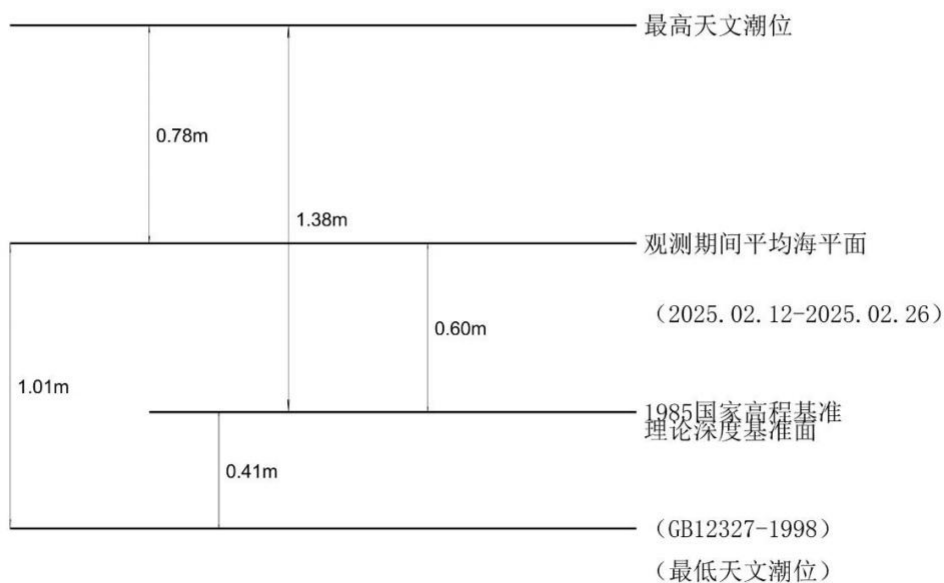 最高天文潮位
0.78m
1.38m
观测期间平均海平面
(2025.02.12-2025.02.26)
0.60m
1.01m
1985国家高程基准
理论深度基准面
0.41m
(GB12327-1998)
(最低天文潮位)